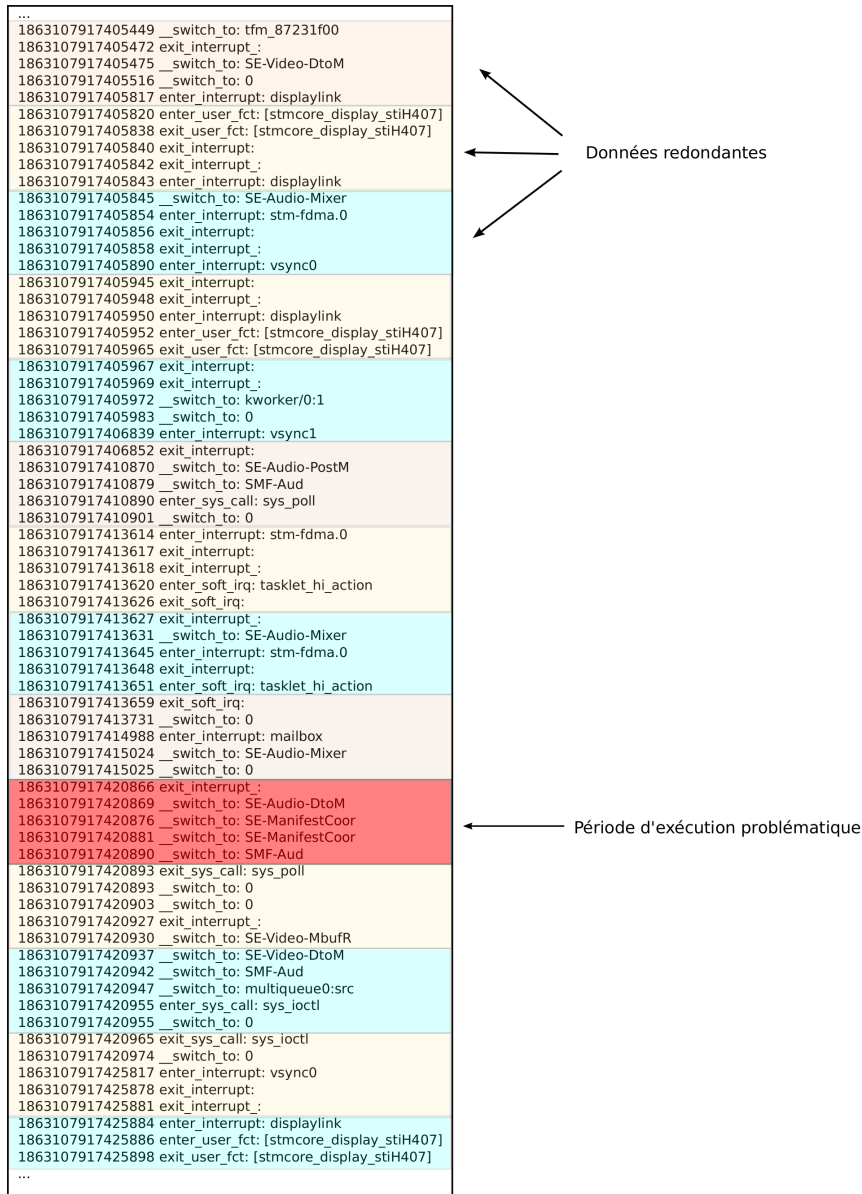 ...
1863107917405449 __switch_to: tfm_87231f00
1863107917405472 exit_interrupt_:
1863107917405475 __switch_to: SE-Video-DtoM
1863107917405516 __switch_to: 0
1863107917405817 enter_interrupt: displaylink
1863107917405820 enter_user_fct: [stmcore_display_stiH407]
1863107917405838 exit_user_fct: [stmcore_display_stiH407]
1863107917405840 exit_interrupt:
1863107917405842 exit_interrupt_:
1863107917405843 enter_interrupt: displaylink
1863107917405845 __switch_to: SE-Audio-Mixer
1863107917405854 enter_interrupt: stm-fdma.0
1863107917405856 exit_interrupt:
1863107917405858 exit_interrupt_:
1863107917405890 enter_interrupt: vsync0
1863107917405945 exit_interrupt:
1863107917405948 exit_interrupt_:
1863107917405950 enter_interrupt: displaylink
1863107917405952 enter_user_fct: [stmcore_display_stiH407]
1863107917405965 exit_user_fct: [stmcore_display_stiH407]
1863107917405967 exit_interrupt:
1863107917405969 exit_interrupt_:
1863107917405972 __switch_to: kworker/0:1
1863107917405983 __switch_to: 0
1863107917406839 enter_interrupt: vsync1
1863107917406852 exit_interrupt:
1863107917410870 __switch_to: SE-Audio-PostM
1863107917410879 __switch_to: SMF-Aud
1863107917410890 enter_sys_call: sys_poll
1863107917410901 __switch_to: 0
1863107917413614 enter_interrupt: stm-fdma.0
1863107917413617 exit_interrupt:
1863107917413618 exit_interrupt_:
1863107917413620 enter_soft_irq: tasklet_hi_action
1863107917413626 exit_soft_irq:
1863107917413627 exit_interrupt_:
1863107917413631 __switch_to: SE-Audio-Mixer
1863107917413645 enter_interrupt: stm-fdma.0
1863107917413648 exit_interrupt:
1863107917413651 enter_soft_irq: tasklet_hi_action
1863107917413659 exit_soft_irq:
1863107917413731 __switch_to: 0
1863107917414988 enter_interrupt: mailbox
1863107917415024 __switch_to: SE-Audio-Mixer
1863107917415025 __switch_to: 0
1863107917420866 exit_interrupt_:
1863107917420869 __switch_to: SE-Audio-DtoM
1863107917420876 __switch_to: SE-ManifestCoor
1863107917420881 __switch_to: SE-ManifestCoor
1863107917420890 __switch_to: SMF-Aud
1863107917420893 exit_sys_call: sys_poll
1863107917420893 __switch_to: 0
1863107917420903 __switch_to: 0
1863107917420927 exit_interrupt_:
1863107917420930 __switch_to: SE-Video-MbufR
1863107917420937 __switch_to: SE-Video-DtoM
1863107917420942 __switch_to: SMF-Aud
1863107917420947 __switch_to: multiqueue0:src
1863107917420955 enter_sys_call: sys_ioctl
1863107917420955 __switch_to: 0
1863107917420965 exit_sys_call: sys_ioctl
1863107917420974 __switch_to: 0
1863107917425817 enter_interrupt: vsync0
1863107917425878 exit_interrupt:
1863107917425881 exit_interrupt_:
1863107917425884 enter_interrupt: displaylink
1863107917425886 enter_user_fct: [stmcore_display_stiH407]
1863107917425898 exit_user_fct: [stmcore_display_stiH407]
...
Données redondantes
Période d'exécution problématique